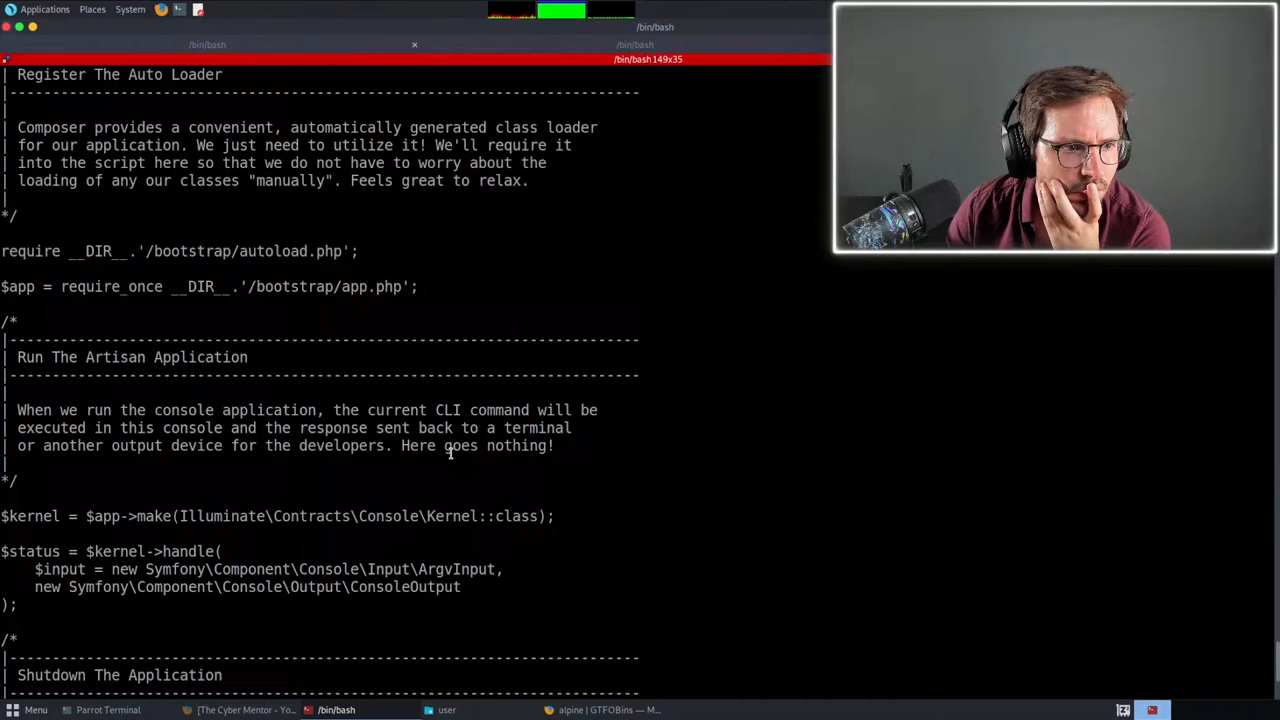 Applications Places System
/bin/bash
/bin/bash /bin/bash
/bin/bash 149x35
| Register The Auto Loader
|--------------------------------------------------------------------------
|
| Composer provides a convenient, automatically generated class loader
| for our application. We just need to utilize it! We'll require it
| into the script here so that we do not have to worry about the
| loading of any our classes "manually". Feels great to relax.
|
*/
require __DIR__.'/bootstrap/autoload.php';
$app = require_once __DIR__.'/bootstrap/app.php';
/*
|--------------------------------------------------------------------------
| Run The Artisan Application
|--------------------------------------------------------------------------
|
| When we run the console application, the current CLI command will be
| executed in this console and the response sent back to a terminal
| or another output device for the developers. Here goes nothing!
|
*/
$kernel = $app->make(Illuminate\Contracts\Console\Kernel::class);
$status = $kernel->handle(
    $input = new Symfony\Component\Console\Input\ArgvInput,
    new Symfony\Component\Console\Output\ConsoleOutput
);
/*
|--------------------------------------------------------------------------
| Shutdown The Application
|--------------------------------------------------------------------------
Menu Parrot Terminal [The Cyber Mentor - Yo... /bin/bash user alpine | GTFOBins — M...